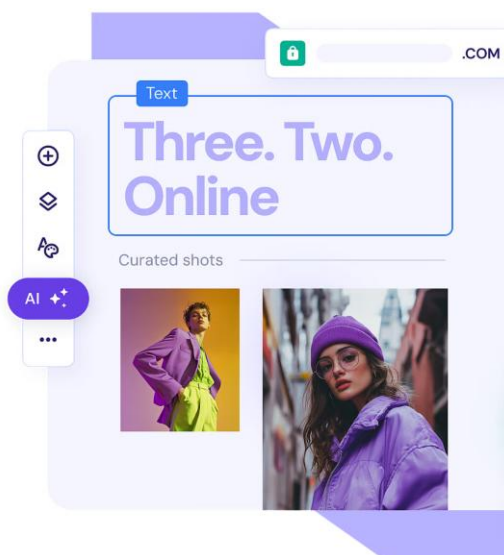 .COM
Text
Three. Two.
Online
Curated shots
AI